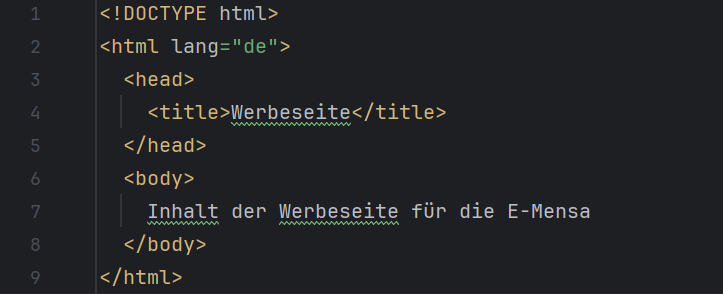 1 <!DOCTYPE html>
2 <html lang="de">
3   <head>
4     <title>Werbeseite</title>
5   </head>
6   <body>
7     Inhalt der Werbeseite für die E-Mensa
8   </body>
9 </html>